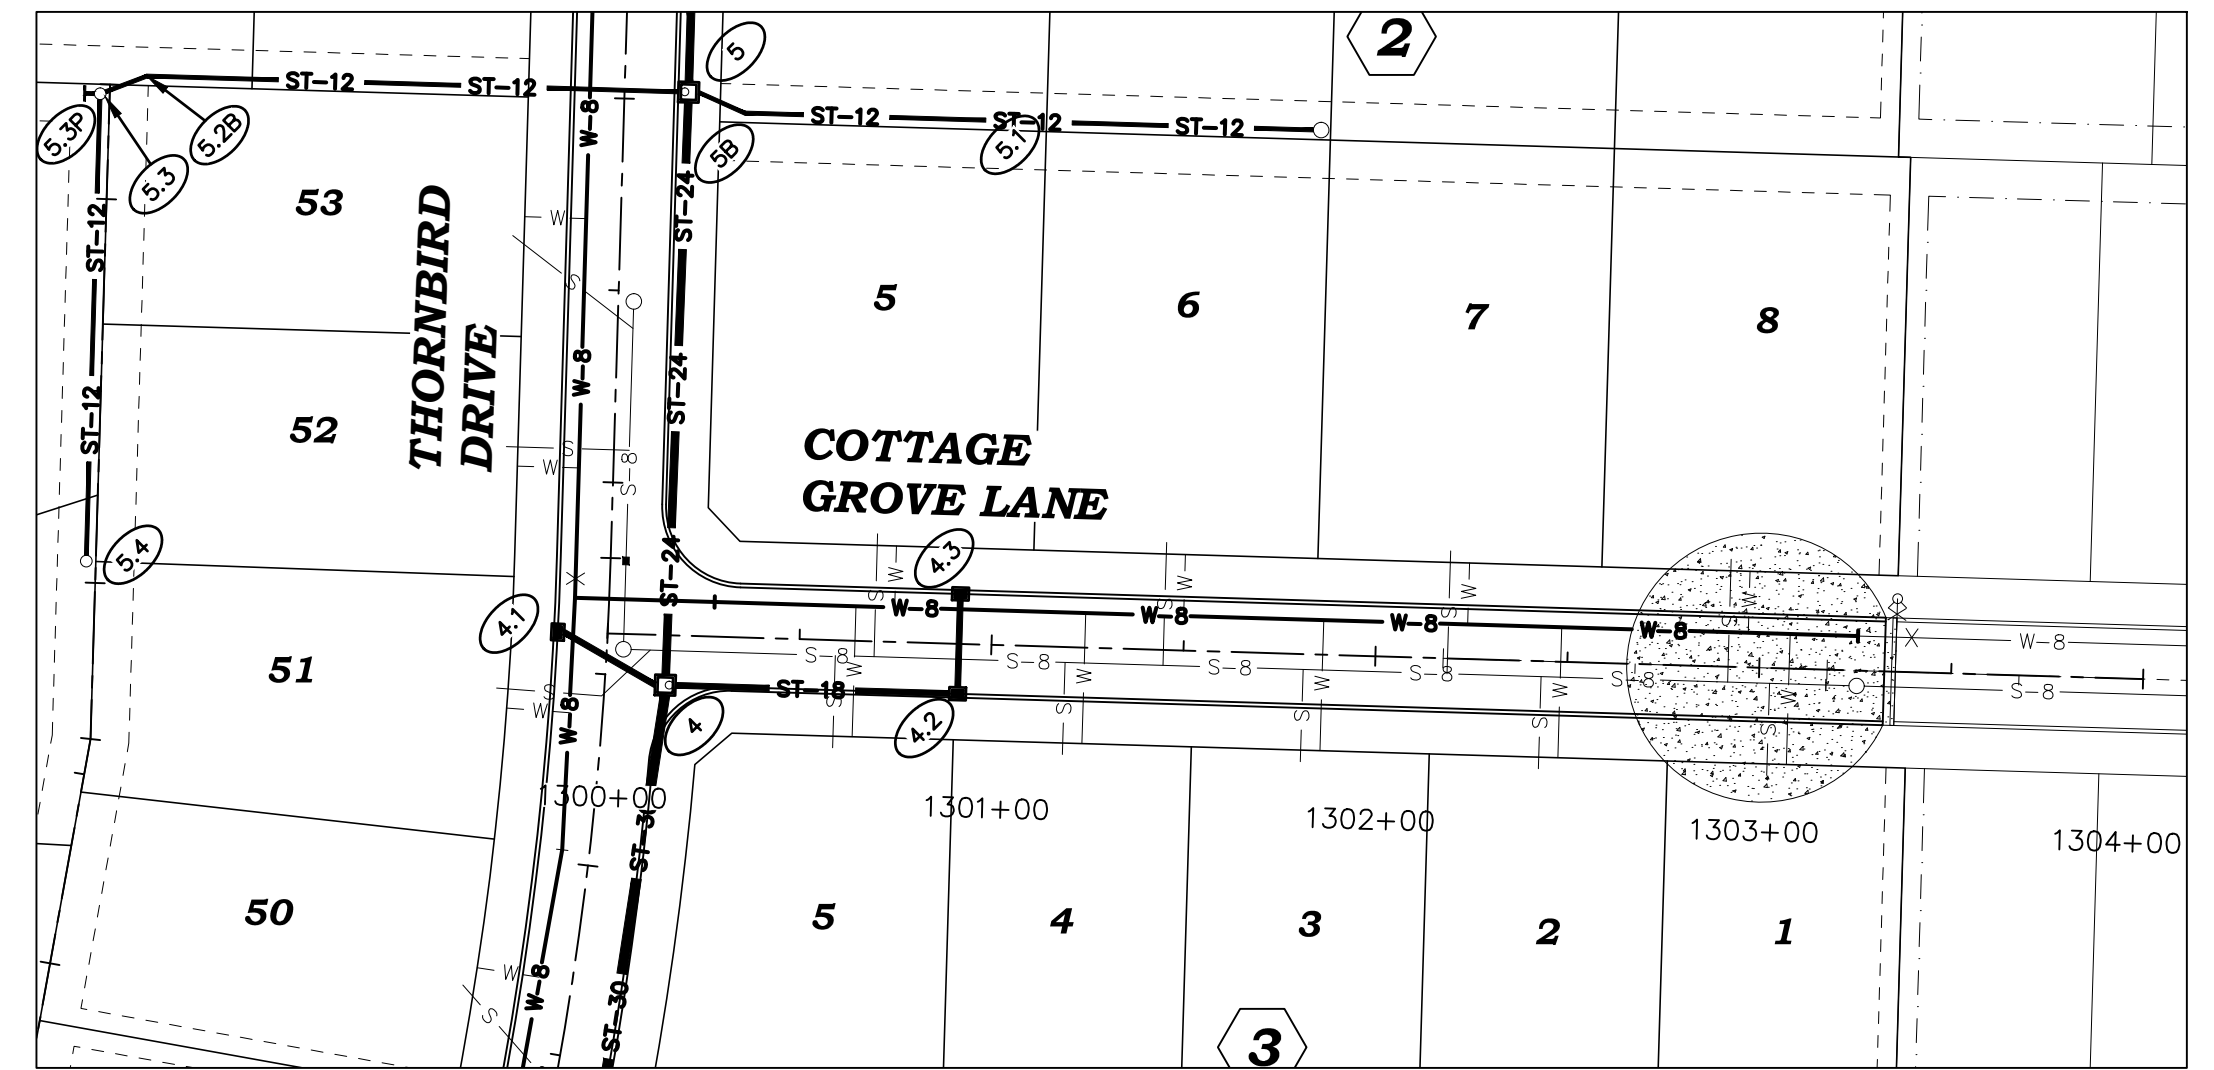 2
5
ST-12 ST-12
ST-12 ST-12 ST-12
5.3P
5.2B
5.3
5B
5.1
W-8
ST-24
53
W
ST-12
THORNBIRD
DRIVE
S
5
6
7
8
W-8
ST-24
ST-12
52
S
W
S-8
COTTAGE
GROVE LANE
5.4
4.3
ST-24
W
W
W
W
S
S
S
S
4.1
W-8
W-8
W-8
W-8
W-8
51
S-8
S-8
S-8
S-8
S-8
S-8
S
W
W-8
ST-18
W
W
W
W
W
S
S
S
S
S
4
4.2
1300+00
1301+00
1302+00
1303+00
1304+00
ST-30
50
5
4
3
2
1
W
W-8
S
ST-30
3